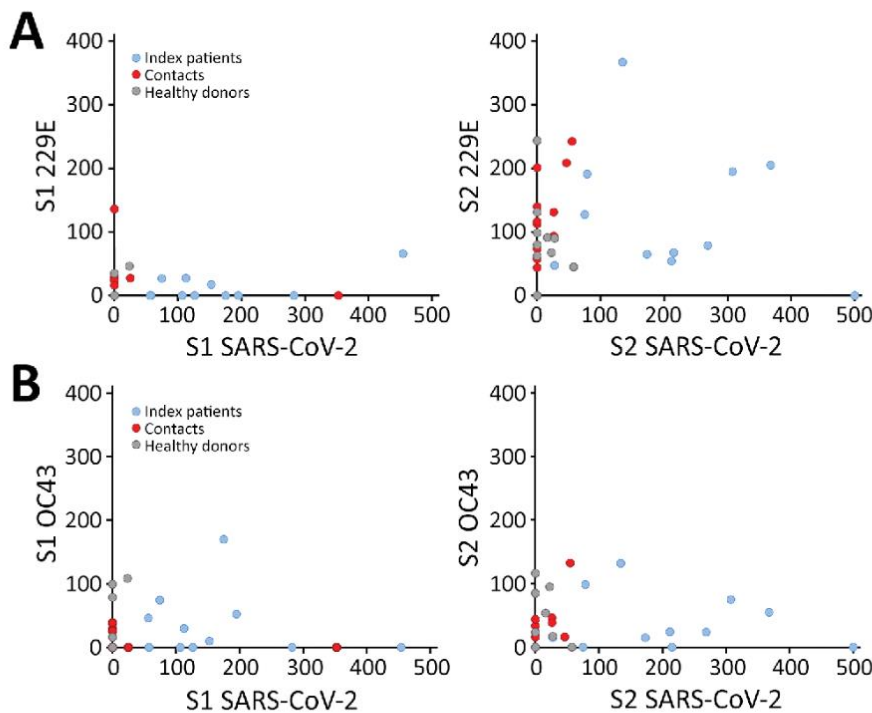 A
400
300
200
100
0
S1 229E
Index patients
Contacts
Healthy donors
0 100 200 300 400 500
S1 SARS-CoV-2
400
300
200
100
0
S2 229E
0 100 200 300 400 500
S2 SARS-CoV-2
B
400
300
200
100
0
S1 OC43
Index patients
Contacts
Healthy donors
0 100 200 300 400 500
S1 SARS-CoV-2
400
300
200
100
0
S2 OC43
0 100 200 300 400 500
S2 SARS-CoV-2